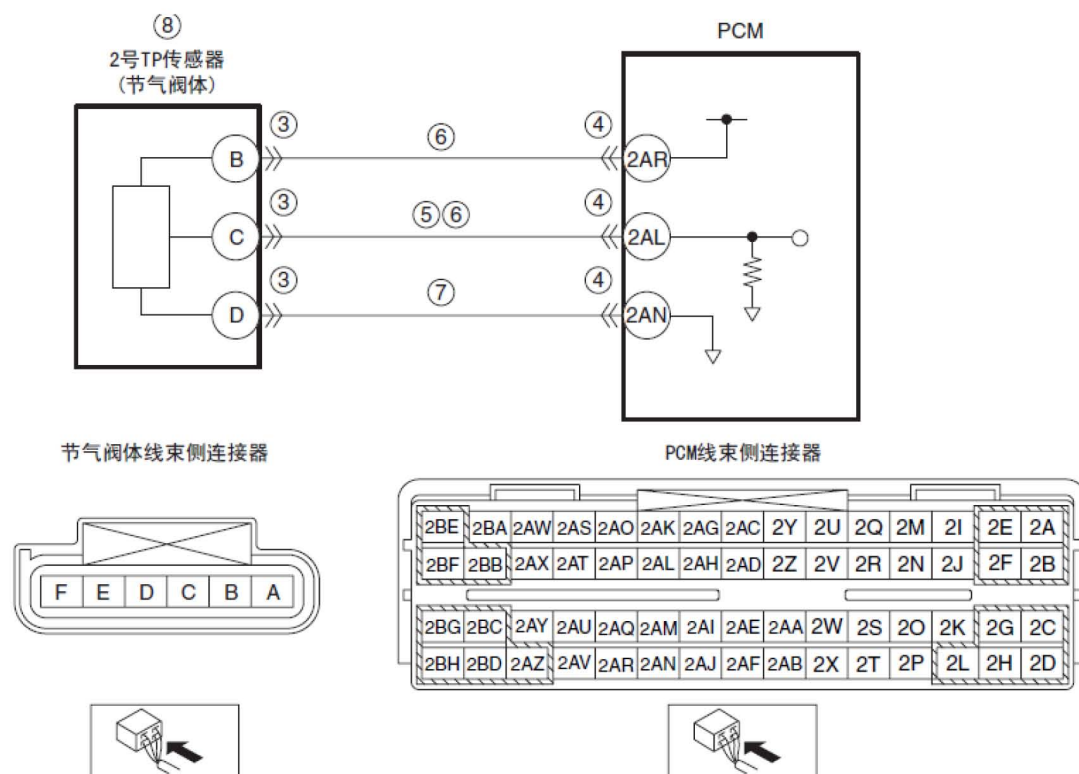 ⑧
2号TP传感器
(节气阀体)
PCM
B ③ ⑥ ④ 2AR
C ③ ⑤⑥ ④ 2AL
D ③ ⑦ ④ 2AN
节气阀体线束侧连接器
PCM线束侧连接器
F E D C B A
2BE 2BA 2AW 2AS 2AO 2AK 2AG 2AC 2Y 2U 2Q 2M 2I 2E 2A
2BF 2BB 2AX 2AT 2AP 2AL 2AH 2AD 2Z 2V 2R 2N 2J 2F 2B
2BG 2BC 2AY 2AU 2AQ 2AM 2AI 2AE 2AA 2W 2S 2O 2K 2G 2C
2BH 2BD 2AZ 2AV 2AR 2AN 2AJ 2AF 2AB 2X 2T 2P 2L 2H 2D